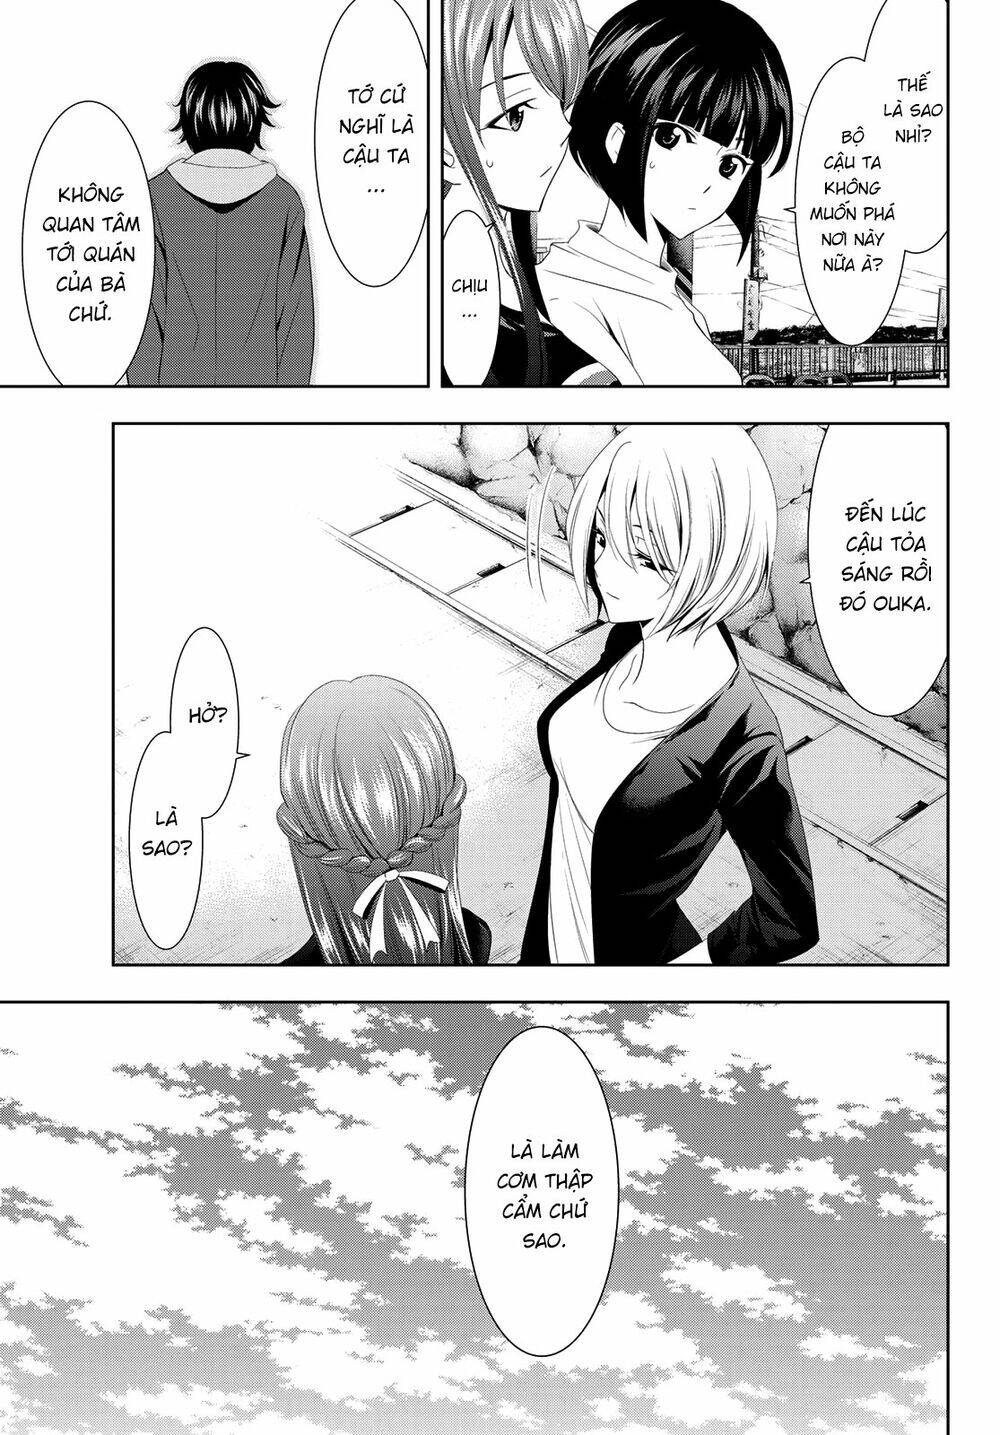 THẾ
LÀ SAO
NHỈ?
BỘ
CẬU TA
KHÔNG
MUỐN PHÁ
NƠI NÀY
NỮA À?
CHỊU
...
TỚ CỨ
NGHĨ LÀ
CẬU TA
...
KHÔNG
QUAN TÂM
TỚI QUÁN
CỦA BÀ
CHỨ.
ĐẾN LÚC
CẬU TỎA
SÁNG RỒI
ĐÓ OUKA.
HỞ?
LÀ
SAO?
LÀ LÀM
CƠM THẬP
CẨM CHỨ
SAO.